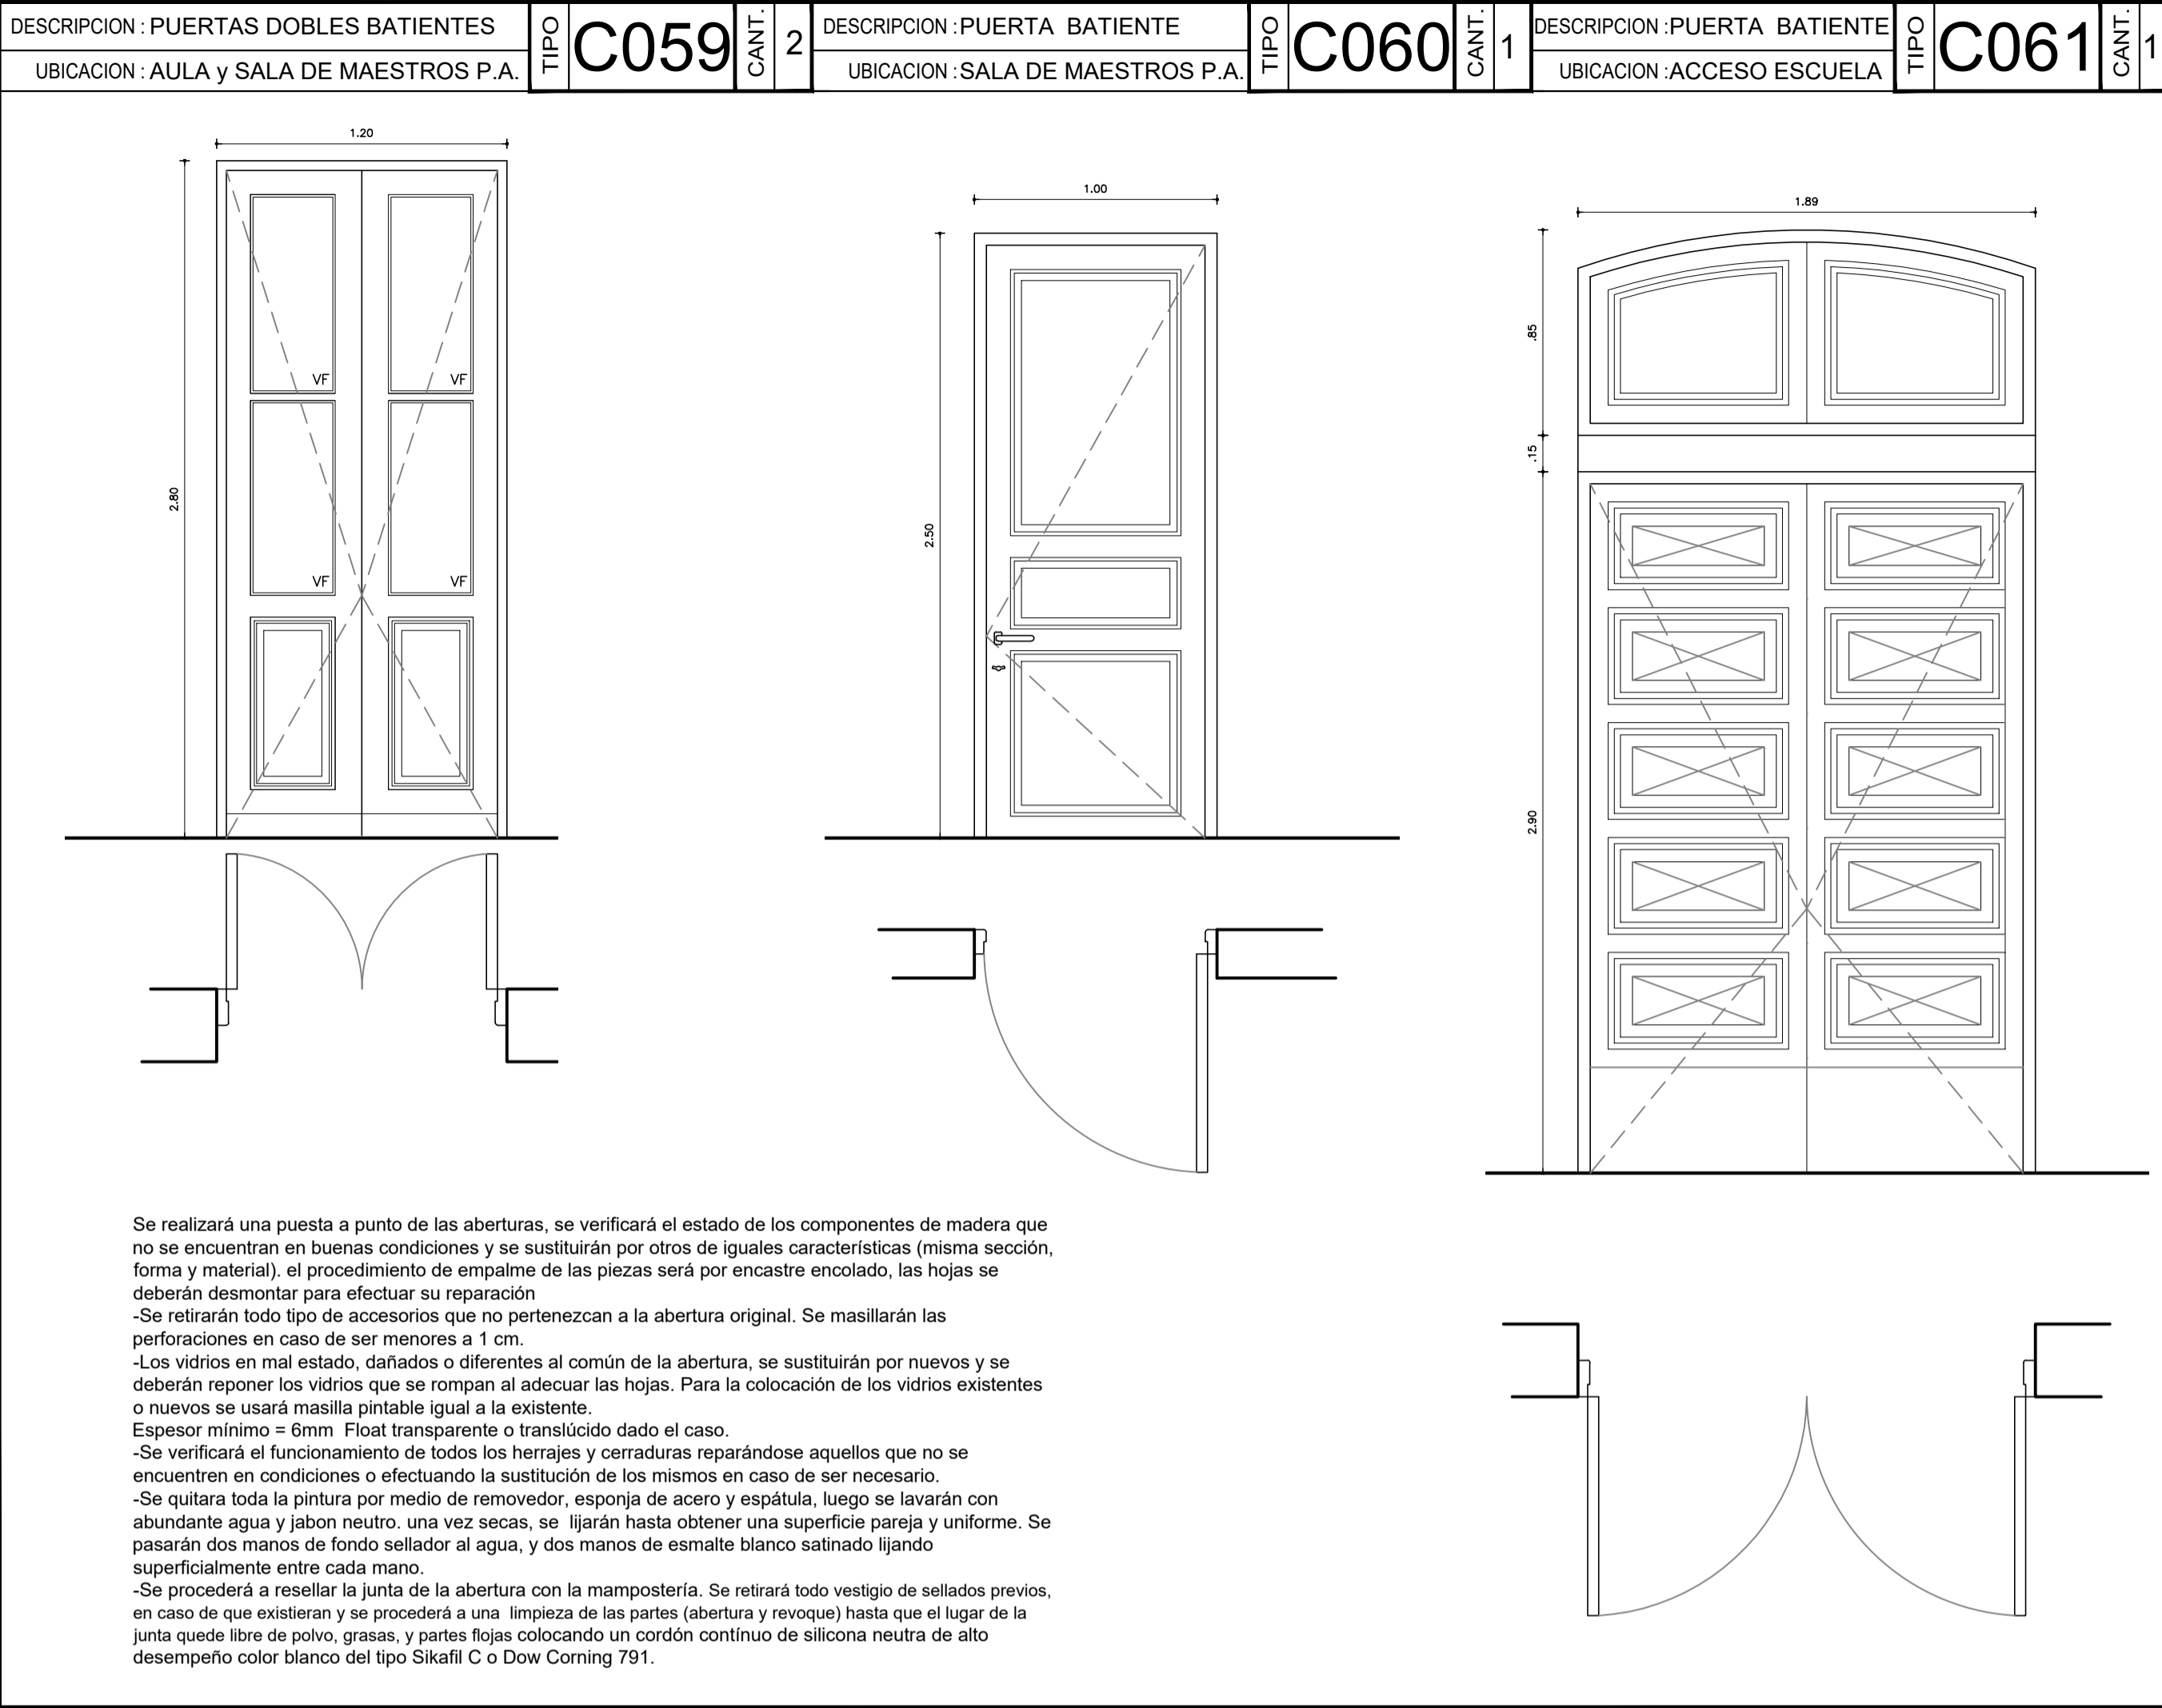 DESCRIPCION : PUERTAS DOBLES BATIENTES
UBICACION : AULA y SALA DE MAESTROS P.A.
TIPO
C059
CANT.
2
DESCRIPCION : PUERTA BATIENTE
UBICACION : SALA DE MAESTROS P.A.
TIPO
C060
CANT.
1
DESCRIPCION : PUERTA BATIENTE
UBICACION : ACCESO ESCUELA
TIPO
C061
CANT.
1
1.20
2.80
VF
VF
VF
VF
1.00
2.50
1.89
.85
.15
2.90
Se realizará una puesta a punto de las aberturas, se verificará el estado de los componentes de madera que
no se encuentran en buenas condiciones y se sustituirán por otros de iguales características (misma sección,
forma y material). el procedimiento de empalme de las piezas será por encastre encolado, las hojas se
deberán desmontar para efectuar su reparación
-Se retirarán todo tipo de accesorios que no pertenezcan a la abertura original. Se masillarán las
perforaciones en caso de ser menores a 1 cm.
-Los vidrios en mal estado, dañados o diferentes al común de la abertura, se sustituirán por nuevos y se
deberán reponer los vidrios que se rompan al adecuar las hojas. Para la colocación de los vidrios existentes
o nuevos se usará masilla pintable igual a la existente.
Espesor mínimo = 6mm  Float transparente o translúcido dado el caso.
-Se verificará el funcionamiento de todos los herrajes y cerraduras reparándose aquellos que no se
encuentren en condiciones o efectuando la sustitución de los mismos en caso de ser necesario.
-Se quitara toda la pintura por medio de removedor, esponja de acero y espátula, luego se lavarán con
abundante agua y jabon neutro. una vez secas, se  lijarán hasta obtener una superficie pareja y uniforme. Se
pasarán dos manos de fondo sellador al agua, y dos manos de esmalte blanco satinado lijando
superficialmente entre cada mano.
-Se procederá a resellar la junta de la abertura con la mampostería. Se retirará todo vestigio de sellados previos,
en caso de que existieran y se procederá a una  limpieza de las partes (abertura y revoque) hasta que el lugar de la
junta quede libre de polvo, grasas, y partes flojas colocando un cordón contínuo de silicona neutra de alto
desempeño color blanco del tipo Sikafil C o Dow Corning 791.